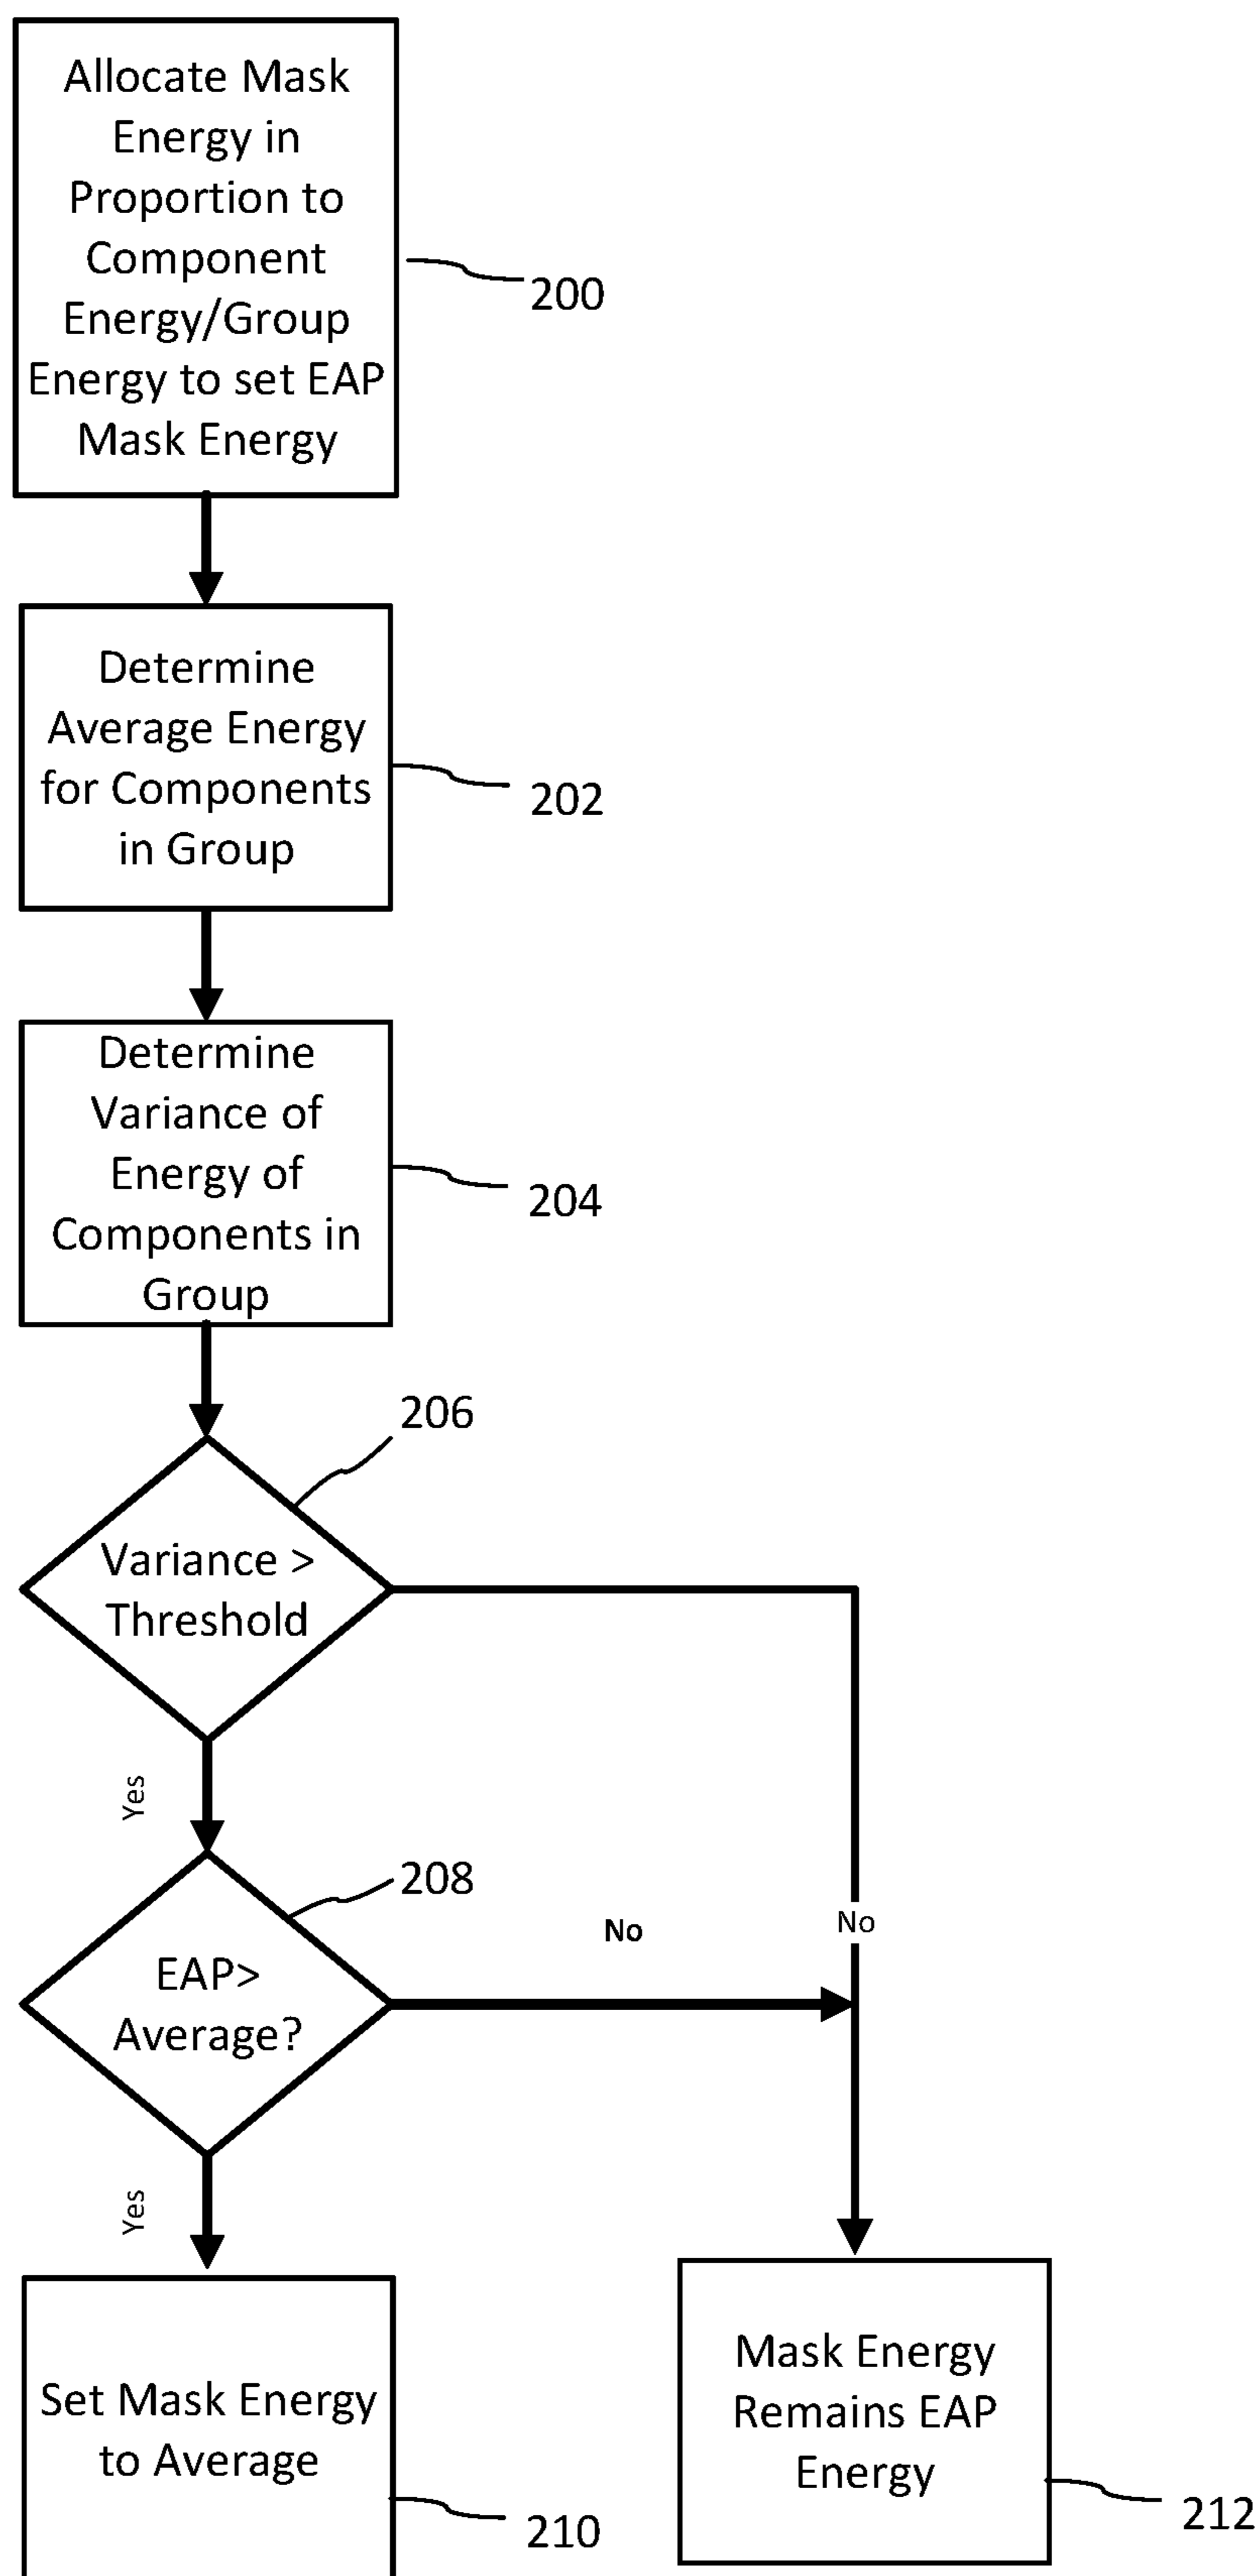 Allocate Mask
Energy in
Proportion to
Component
Energy/Group
Energy to set EAP
Mask Energy
200
Determine
Average Energy
for Components
in Group
202
Determine
Variance of
Energy of
Components in
Group
204
206
Variance >
Threshold
Yes
208
No
No
EAP>
Average?
Yes
Set Mask Energy
to Average
210
Mask Energy
Remains EAP
Energy
212